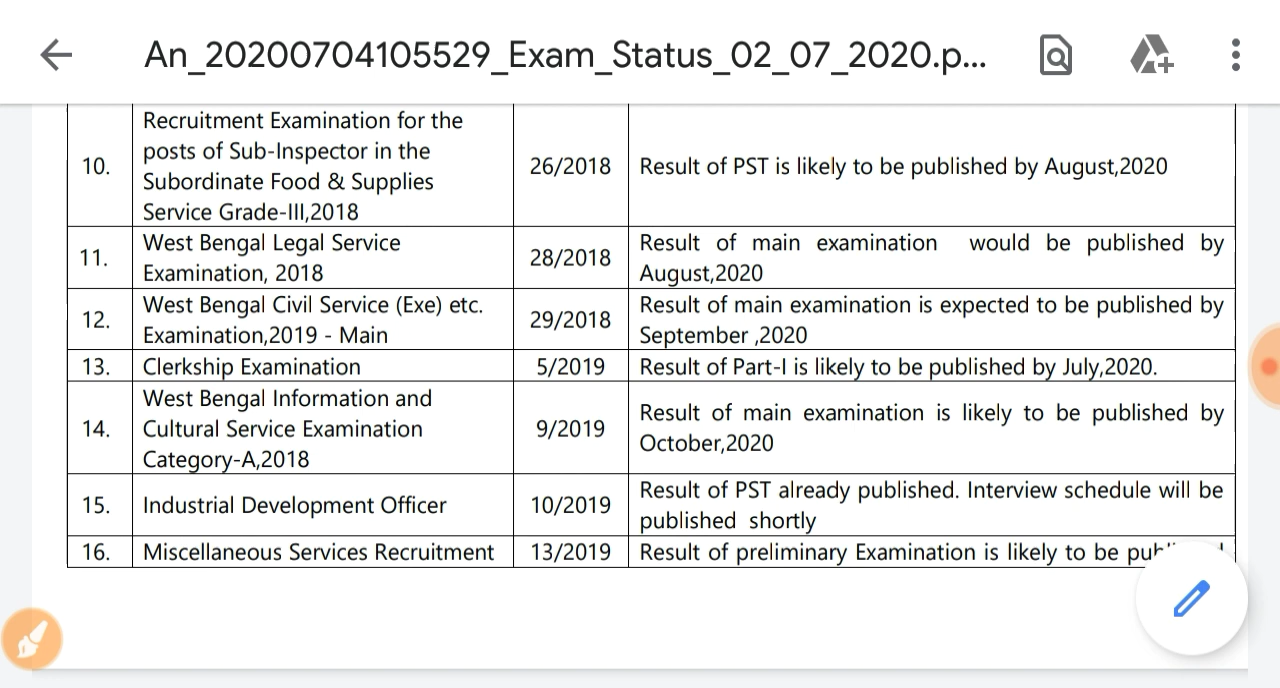 An_20200704105529_Exam_Status_02_07_2020.p...
Recruitment Examination for the
posts of Sub-Inspector in the
Subordinate Food & Supplies
Service Grade-III,2018
10.
26/2018
Result of PST is likely to be published by August,2020
11.
West Bengal Legal Service
Examination, 2018
28/2018
Result of main examination would be published by
August,2020
12.
West Bengal Civil Service (Exe) etc.
Examination,2019 - Main
29/2018
Result of main examination is expected to be published by
September ,2020
13.
Clerkship Examination
5/2019
Result of Part-I is likely to be published by July,2020.
14.
West Bengal Information and
Cultural Service Examination
Category-A,2018
9/2019
Result of main examination is likely to be published by
October,2020
15.
Industrial Development Officer
10/2019
Result of PST already published. Interview schedule will be
published shortly
16.
Miscellaneous Services Recruitment
13/2019
Result of preliminary Examination is likely to be